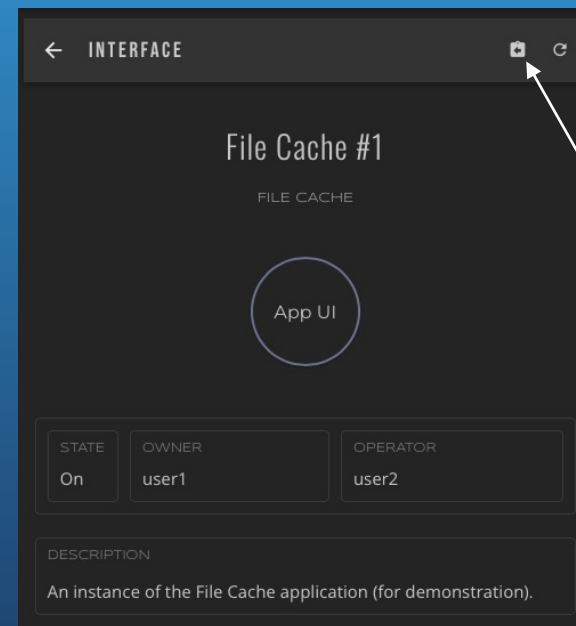 INTERFACE
File Cache #1
FILE CACHE
App UI
STATE
OWNER
OPERATOR
On
user1
user2
DESCRIPTION
An instance of the File Cache application (for demonstration).